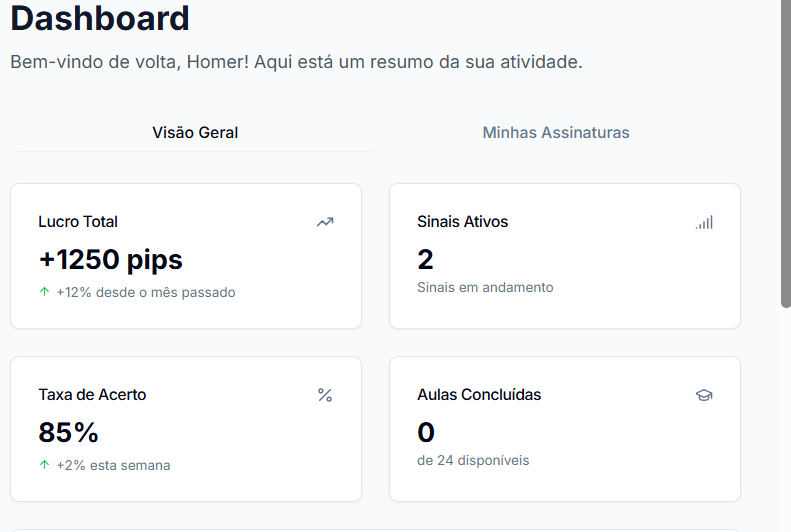 Dashboard
Bem-vindo de volta, Homer! Aqui está um resumo da sua atividade.
Visão Geral
Minhas Assinaturas
Lucro Total
+1250 pips
↑ +12% desde o mês passado
Sinais Ativos
2
Sinais em andamento
Taxa de Acerto
85%
↑ +2% esta semana
Aulas Concluídas
0
de 24 disponíveis